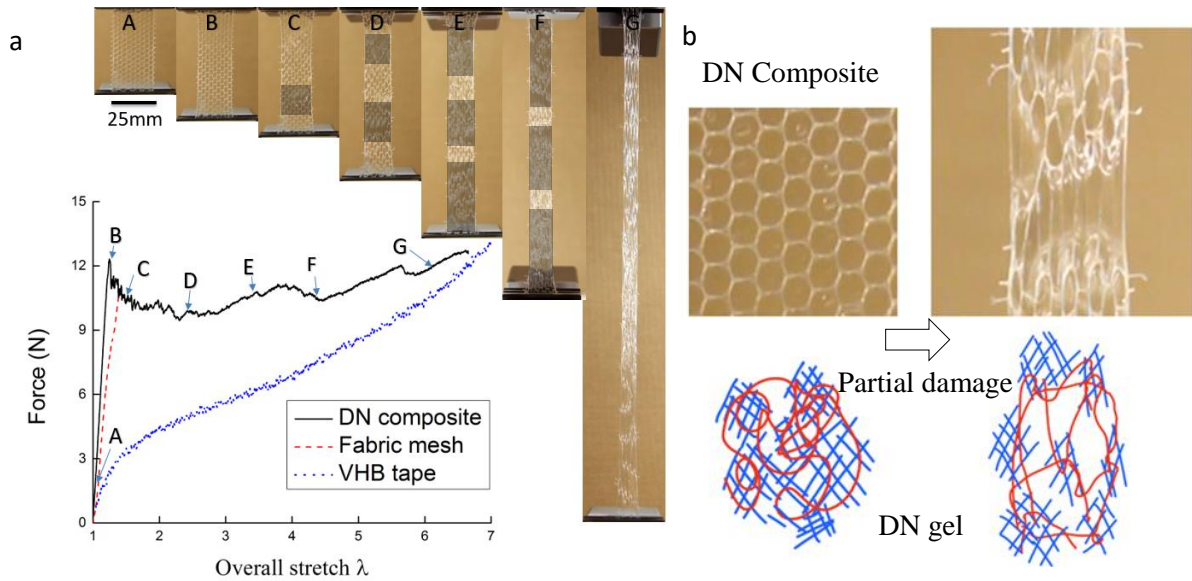 a
A
B
C
D
E
F
G
25mm
15
12
9
6
3
0
B
C
D
E
F
G
A
Force (N)
DN composite
Fabric mesh
VHB tape
1
2
3
4
5
6
7
Overall stretch λ
b
DN Composite
Partial damage
DN gel